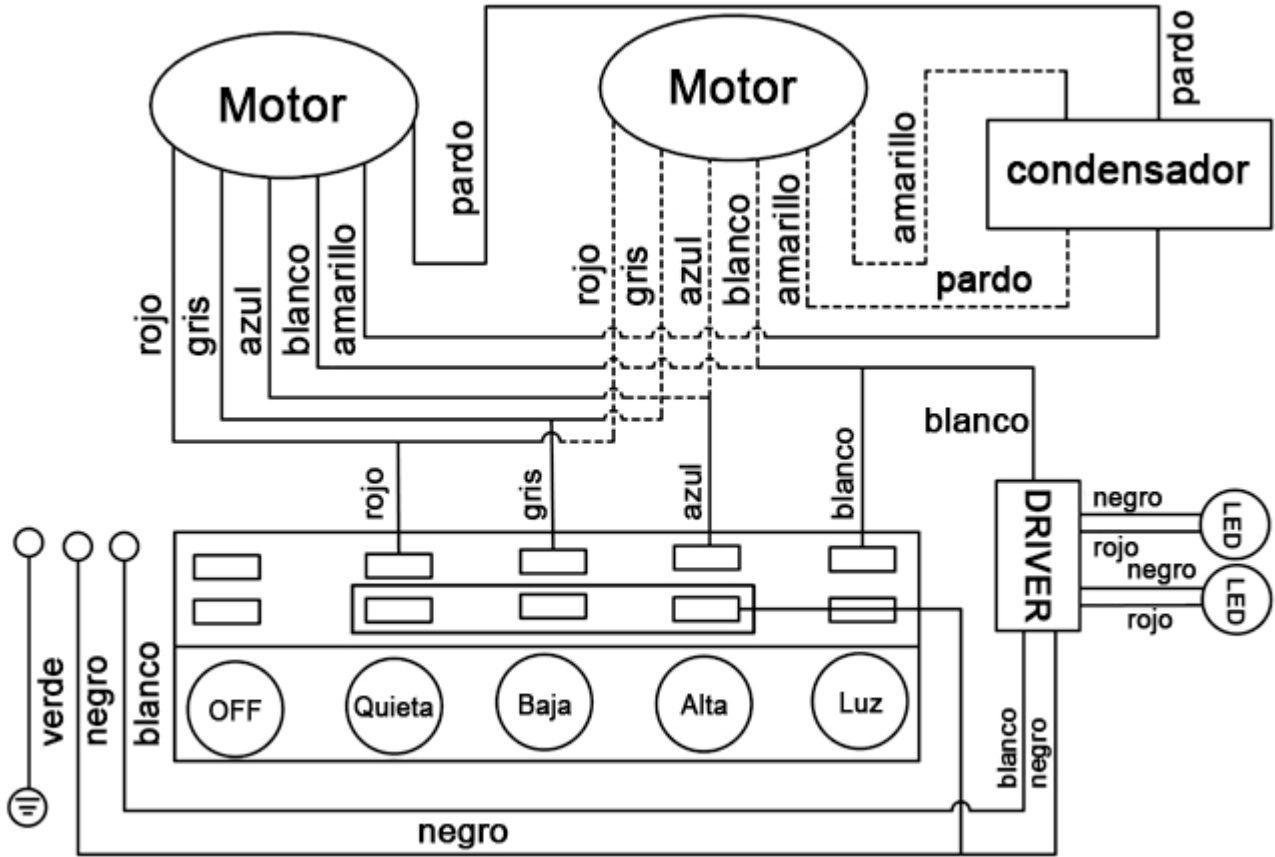 Motor
Motor
pardo
pardo
condensador
amarillo
pardo
rojo
gris
azul
blanco
amarillo
rojo
gris
azul
blanco
amarillo
blanco
rojo
gris
azul
blanco
DRIVER
negro
rojo
LED
negro
rojo
LED
verde
negro
blanco
OFF
Quieta
Baja
Alta
Luz
blanco
negro
negro